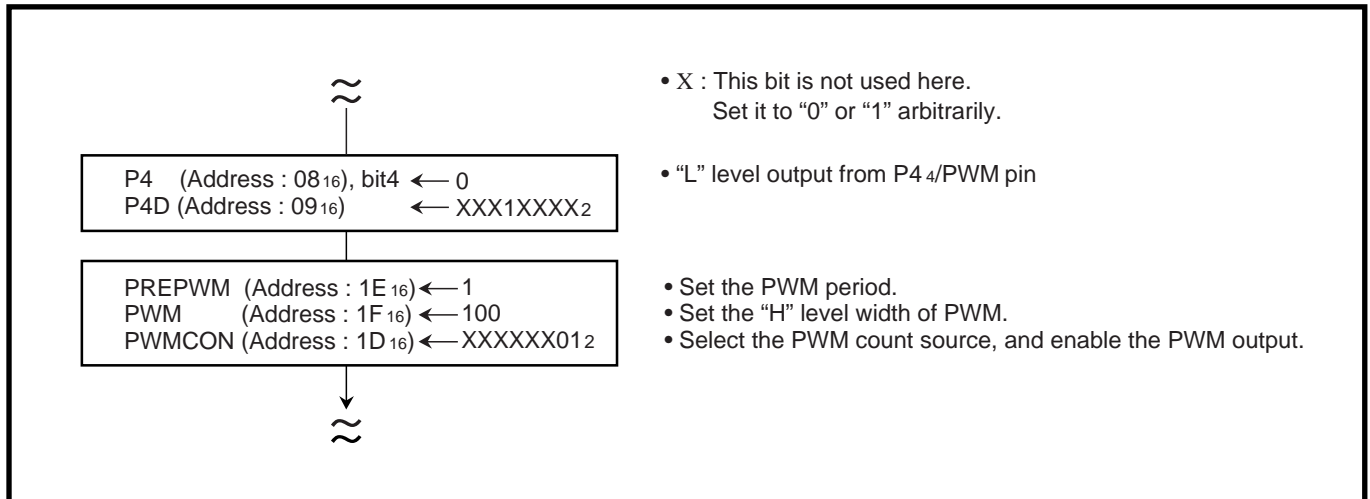 • X : This bit is not used here.
Set it to “0” or “1” arbitrarily.
P4 (Address : 0816), bit4 ← 0
• “L” level output from P44/PWM pin
P4D (Address : 0916) ← XXX1XXXX2
PREPWM (Address : 1E16) ← 1
• Set the PWM period.
PWM (Address : 1F16) ← 100
• Set the “H” level width of PWM.
PWMCON (Address : 1D16) ← XXXXXX012
• Select the PWM count source, and enable the PWM output.